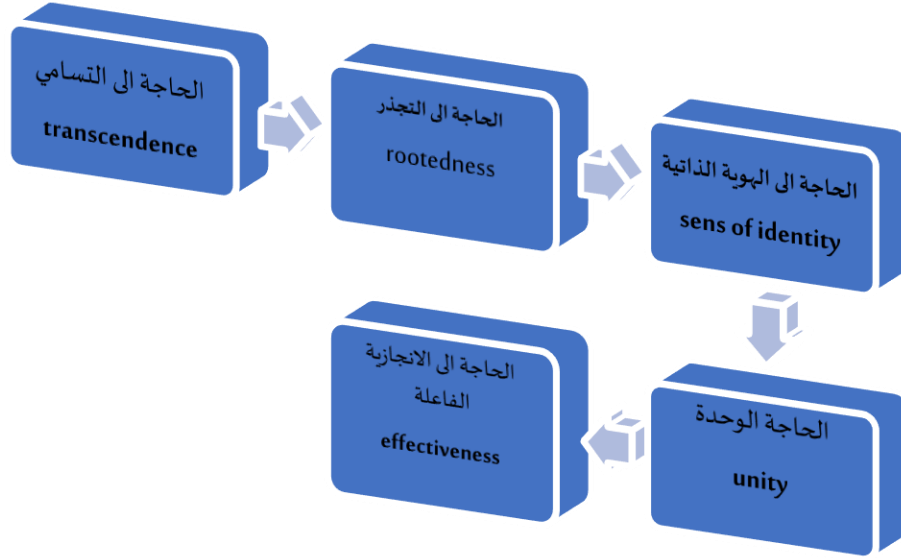 الحاجة الى التسامي
transcendence
الحاجة الى التجذر
rootedness
الحاجة الى الهوية الذاتية
sens of identity
الحاجة الوحدة
unity
الحاجة الى الانجازية
الفاعلة
effectiveness